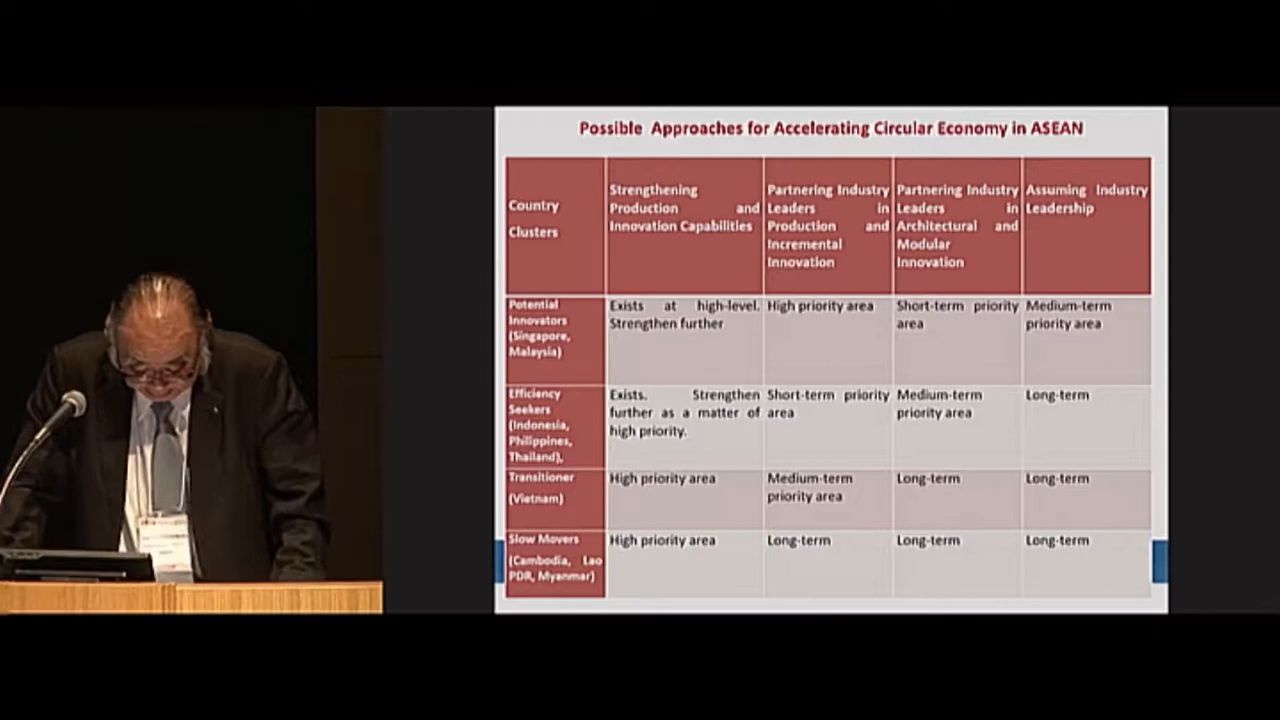 Possible Approaches for Accelerating Circular Economy in ASEAN
Country
Clusters
Strengthening
Production and
Innovation Capabilities
Partnering Industry
Leaders in
Production and
Incremental
Innovation
Partnering Industry
Leaders in
Architectural and
Modular
Innovation
Assuming Industry
Leadership
Potential
Innovators
(Singapore,
Malaysia)
Exists at high-level.
Strengthen further
High priority area
Short-term priority
area
Medium-term
priority area
Efficiency
Seekers
(Indonesia,
Philippines,
Thailand),
Exists. Strengthen
further as a matter of
high priority.
Short-term priority
area
Medium-term
priority area
Long-term
Transitioner
(Vietnam)
High priority area
Medium-term
priority area
Long-term
Long-term
Slow Movers
(Cambodia, Lao
PDR, Myanmar)
High priority area
Long-term
Long-term
Long-term